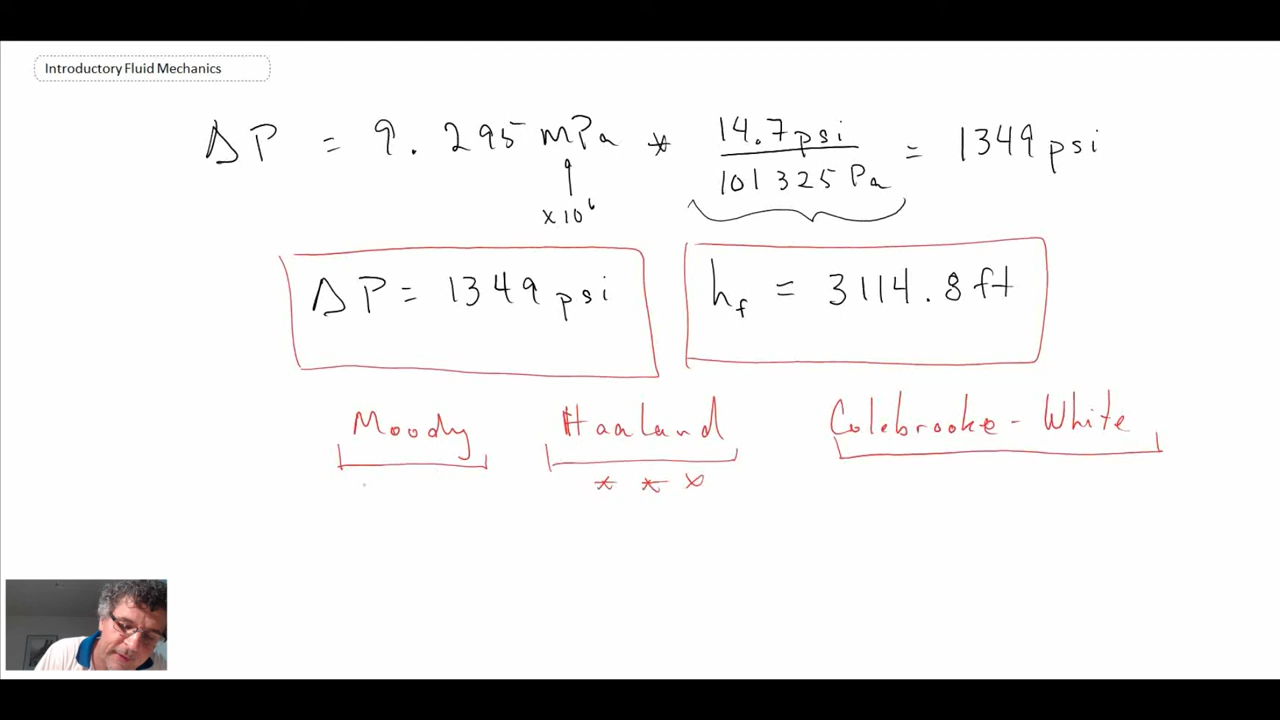 Introductory Fluid Mechanics
ΔP = 9.295 mPa * 14.7 psi / 101325 Pa = 1349 psi
x10⁶
ΔP = 1349 psi
h_f = 3114.8 ft
Moody Haaland Colebrooke-White
* * *